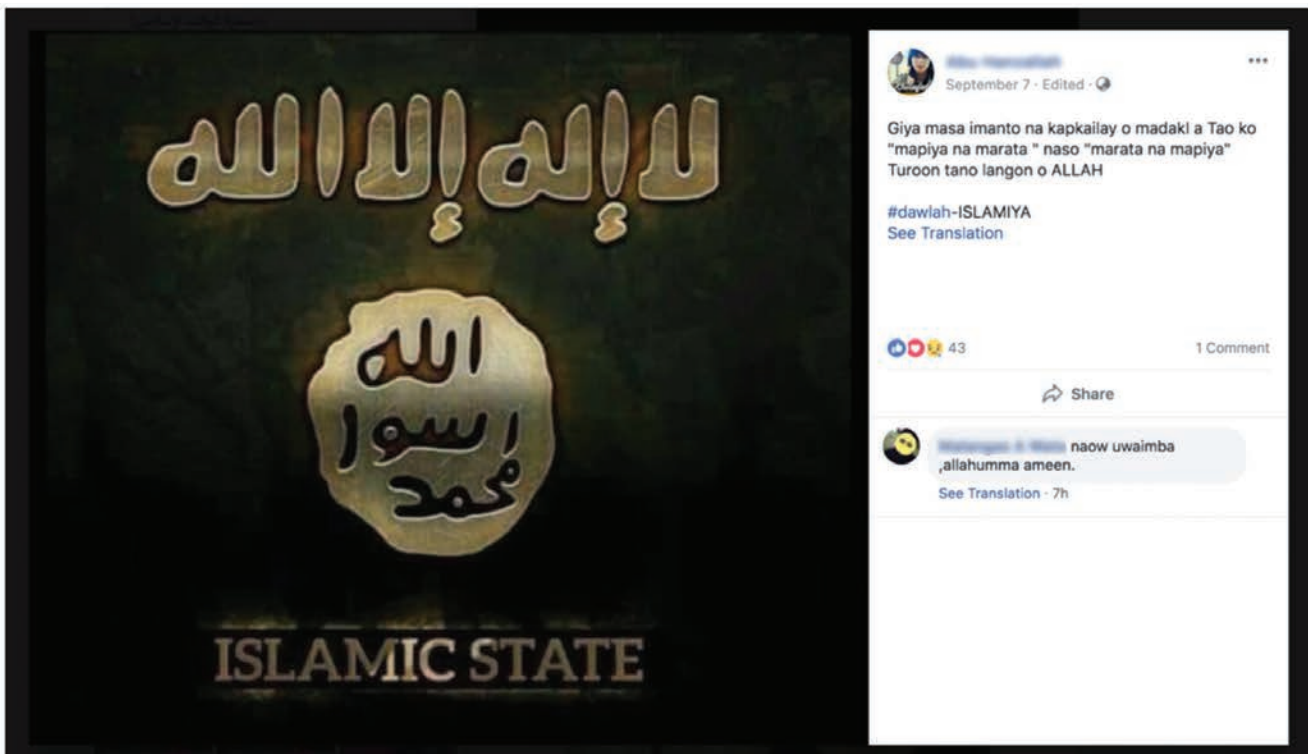 لا إله إلا الله
الله
رسول
محمد
ISLAMIC STATE
September 7 · Edited ·
Giya masa imanto na kapkailay o madakl a Tao ko
"mapiya na marata " naso "marata na mapiya"
Turoon tano langon o ALLAH
#dawlah-ISLAMIYA
See Translation
43
1 Comment
Share
naow uwaimba
,allahumma ameen.
See Translation · 7h